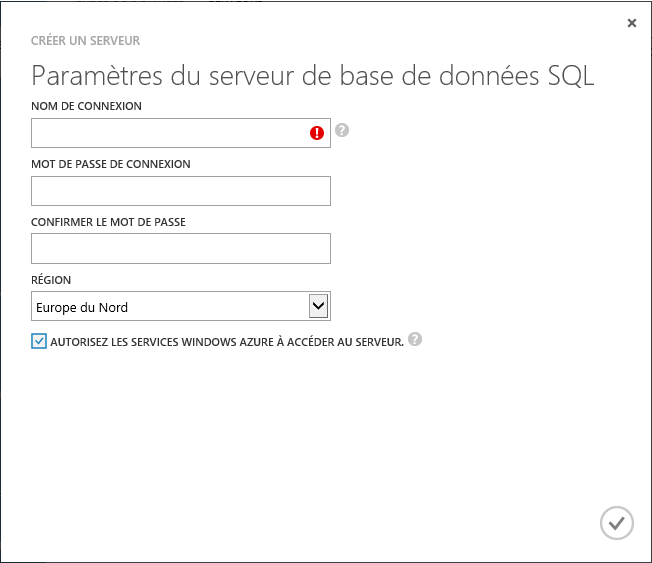 CRÉER UN SERVEUR
Paramètres du serveur de base de données SQL
NOM DE CONNEXION
MOT DE PASSE DE CONNEXION
CONFIRMER LE MOT DE PASSE
RÉGION
Europe du Nord
AUTORISEZ LES SERVICES WINDOWS AZURE À ACCÉDER AU SERVEUR.